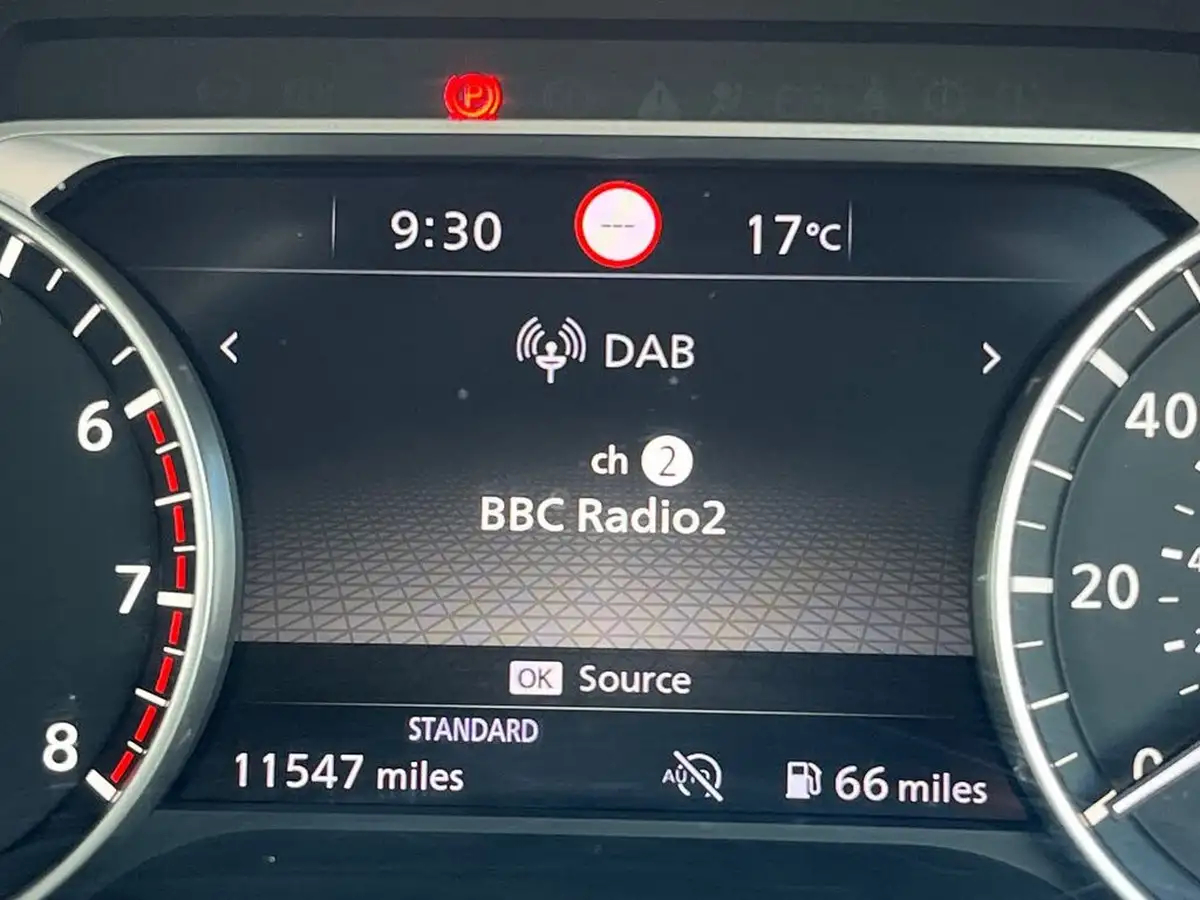 P
9:30 --- 17°C
< DAB >
ch 2
BBC Radio2
OK Source
STANDARD
11547 miles
AUTO
66 miles
6
7
8
40
20
0